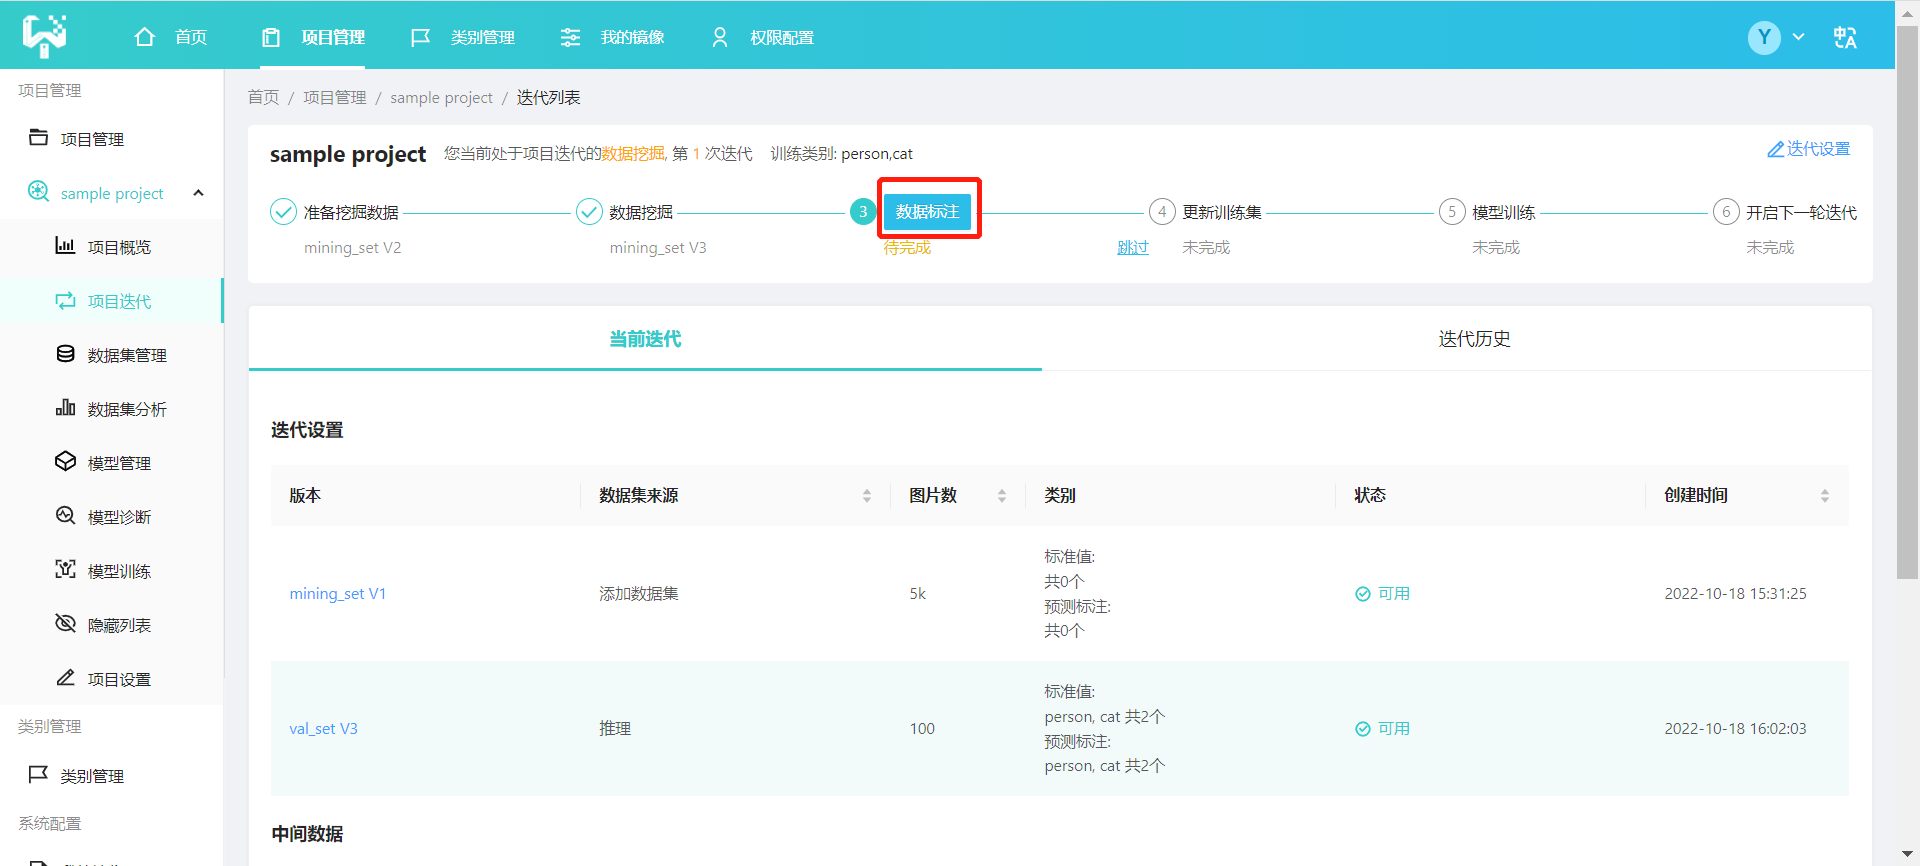 首页 项目管理 类别管理 我的镜像 权限配置 Y
项目管理
项目管理
sample project
项目概览
项目迭代
数据集管理
数据集分析
模型管理
模型诊断
模型训练
隐藏列表
项目设置
类别管理
类别管理
系统配置
首页 / 项目管理 / sample project / 迭代列表
sample project 您当前处于项目迭代的数据挖掘, 第 1 次迭代 训练类别: person,cat 迭代设置
准备挖掘数据 数据挖掘 3 数据标注 4 更新训练集 5 模型训练 6 开启下一轮迭代
mining_set V2 mining_set V3 待完成 跳过 未完成 未完成 未完成
当前迭代 迭代历史
迭代设置
版本 数据集来源 图片数 类别 状态 创建时间
mining_set V1 添加数据集 5k 标准值: 可用 2022-10-18 15:31:25
共0个
预测标注:
共0个
val_set V3 推理 100 标准值: 可用 2022-10-18 16:02:03
person, cat 共2个
预测标注:
person, cat 共2个
中间数据